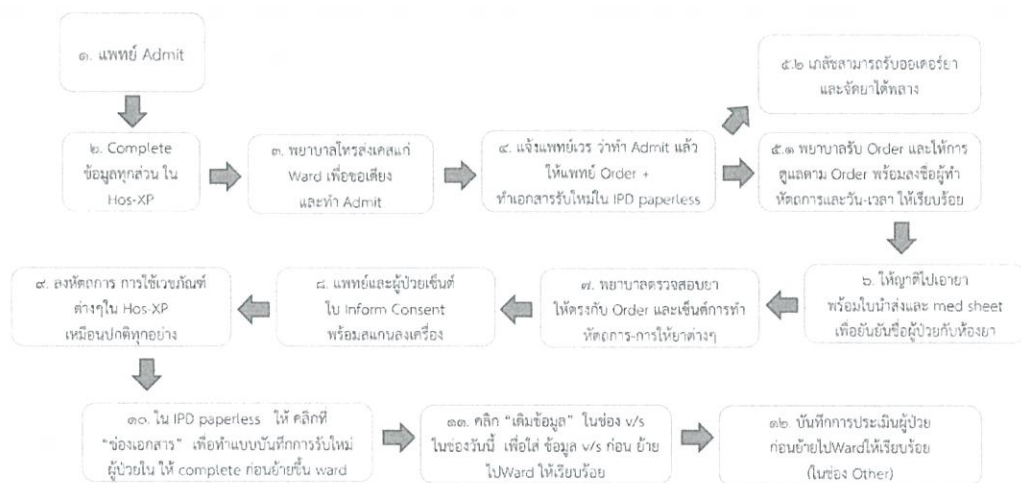 ๑. แพทย์ Admit
๒. Complete
ข้อมูลทุกส่วน ใน
Hos-XP
๓. พยาบาลโทรส่งเคสแก่
Ward เพื่อขอเตียง
และทำ Admit
๔. แจ้งแพทย์เวร ว่าทำ Admit แล้ว
ให้แพทย์ Order +
ทำเอกสารรับใหม่ใน IPD paperless
๕.๒ เภสัชสามารถรับออเดอร์ยา
และจัดยาได้พลาง
๕.๑ พยาบาลรับ Order และให้การ
ดูแลตาม Order พร้อมลงชื่อผู้ทำ
หัตถการและวัน-เวลา ให้เรียบร้อย
๖. ให้ญาติไปเอายา
พร้อมใบนำส่งและ med sheet
เพื่อยันยันชื่อผู้ป่วยกับห้องยา
๗. พยาบาลตรวจสอบยา
ให้ตรงกับ Order และเซ็นต์การทำ
หัตถการ-การให้ยาต่างๆ
๘. แพทย์และผู้ป่วยเซ็นต์
ใบ Inform Consent
พร้อมสแกนลงเครื่อง
๙. ลงหัตถการ การใช้เวชภัณฑ์
ต่างๆใน Hos-XP
เหมือนปกติทุกอย่าง
๑๐. ใน IPD paperless ให้ คลิกที่
“ช่องเอกสาร” เพื่อทำแบบบันทึกการรับใหม่
ผู้ป่วยใน ให้ complete ก่อนย้ายขึ้น ward
๑๑. คลิก “เติมข้อมูล” ในช่อง v/s
ในช่องวันนี้ เพื่อใส่ ข้อมูล v/s ก่อน ย้าย
ไปWard ให้เรียบร้อย
๑๒. บันทึกการประเมินผู้ป่วย
ก่อนย้ายไปWardให้เรียบร้อย
(ในช่อง Other)